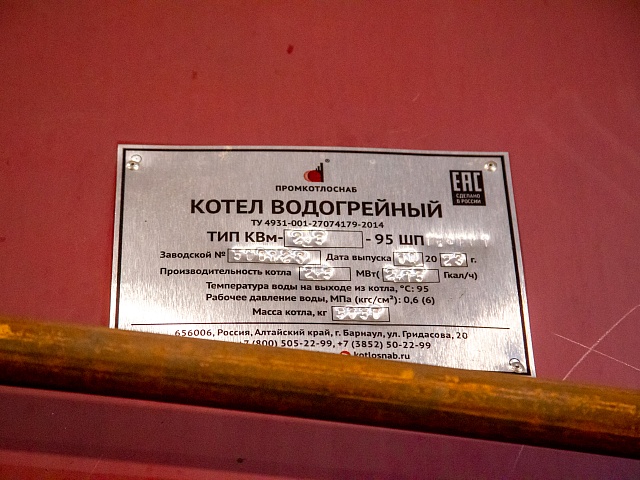 ПРОМКОТЛОСНАБ
ЕАС
СДЕЛАНО
В РОССИИ
КОТЕЛ ВОДОГРЕЙНЫЙ
ТУ 4931-001-27074179-2014
ТИП КВм- - 95 ШП
Заводской № Дата выпуска 20 23 г.
Производительность котла МВт( Гкал/ч)
Температура воды на выходе из котла, °С: 95
Рабочее давление воды, МПа (кгс/см²): 0,6 (6)
Масса котла, кг
656006, Россия, Алтайский край, г. Барнаул, ул. Гридасова, 20
+7 (800) 505-22-99, +7 (3852) 50-22-99
kotlosnab.ru